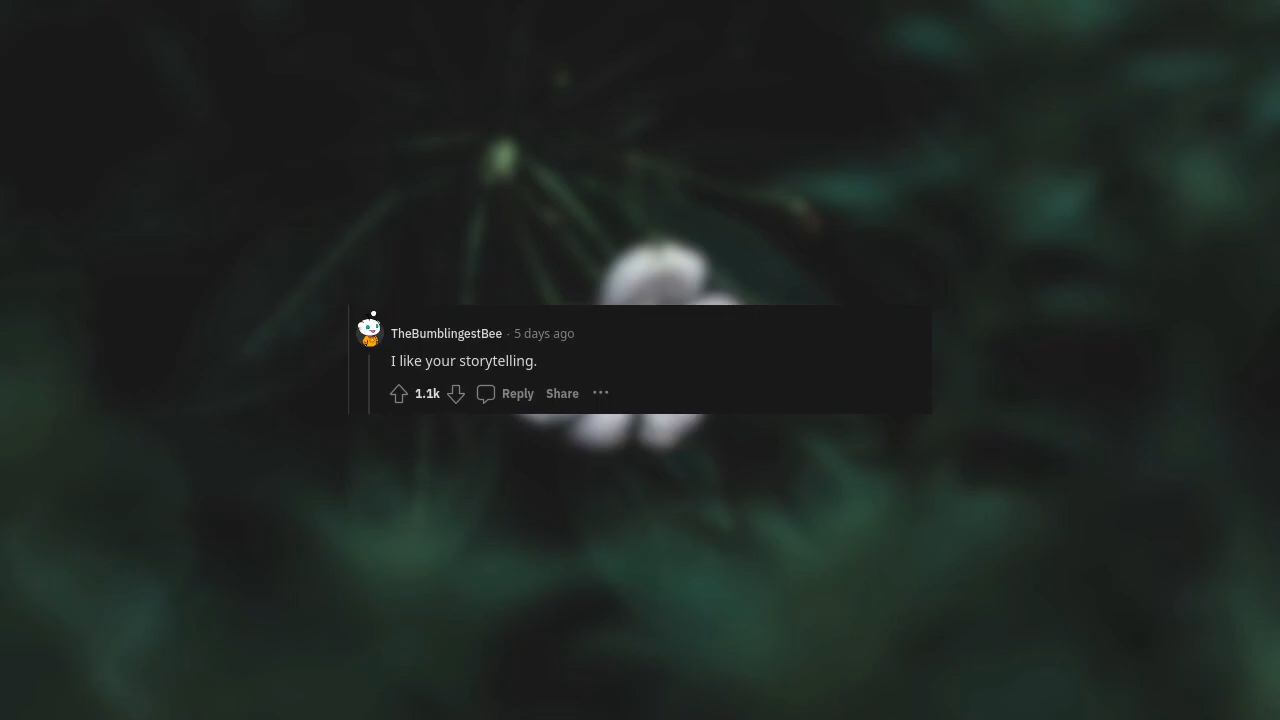 TheBumblingestBee · 5 days ago
I like your storytelling.
1.1k Reply Share ···